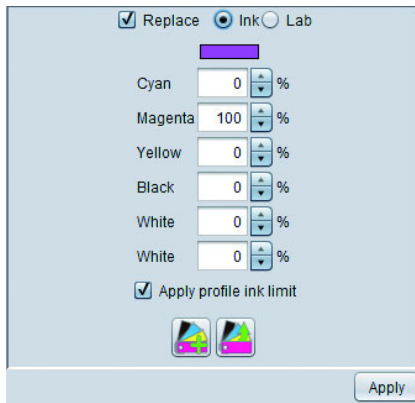 Replace Ink Lab
Cyan 0 %
Magenta 100 %
Yellow 0 %
Black 0 %
White 0 %
White 0 %
Apply profile ink limit
Apply